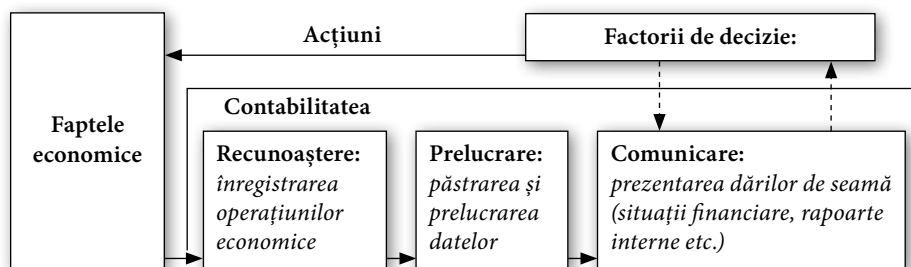 Acțiuni
Factorii de decizie:
Contabilitatea
Faptele
economice
Recunoaștere:
înregistrarea
operațiunilor
economice
Prelucrare:
păstrarea și
prelucrarea
datelor
Comunicare:
prezentarea dărilor de seamă
(situații financiare, rapoarte
interne etc.)